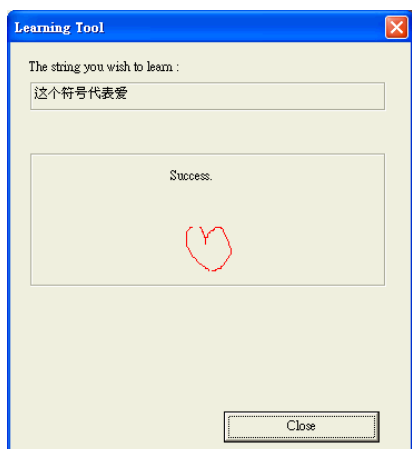 Learning Tool
The string you wish to learn :
这个符号代表爱
Success.
Close